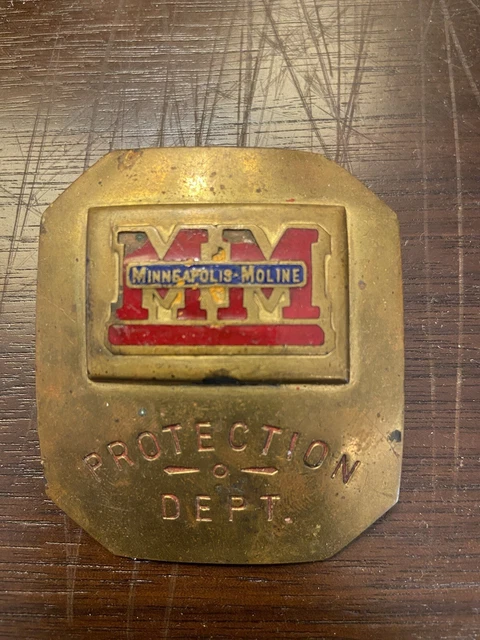 MM
MINNEAPOLIS-MOLINE
PROTECTION
DEPT.